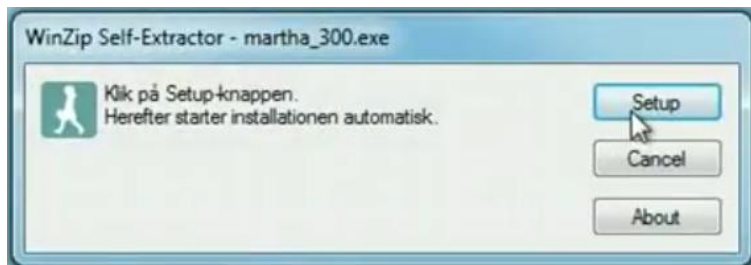 WinZip Self-Extractor - martha_300.exe
Klik på Setup-knappen.
Herefter starter installationen automatisk.
Setup
Cancel
About